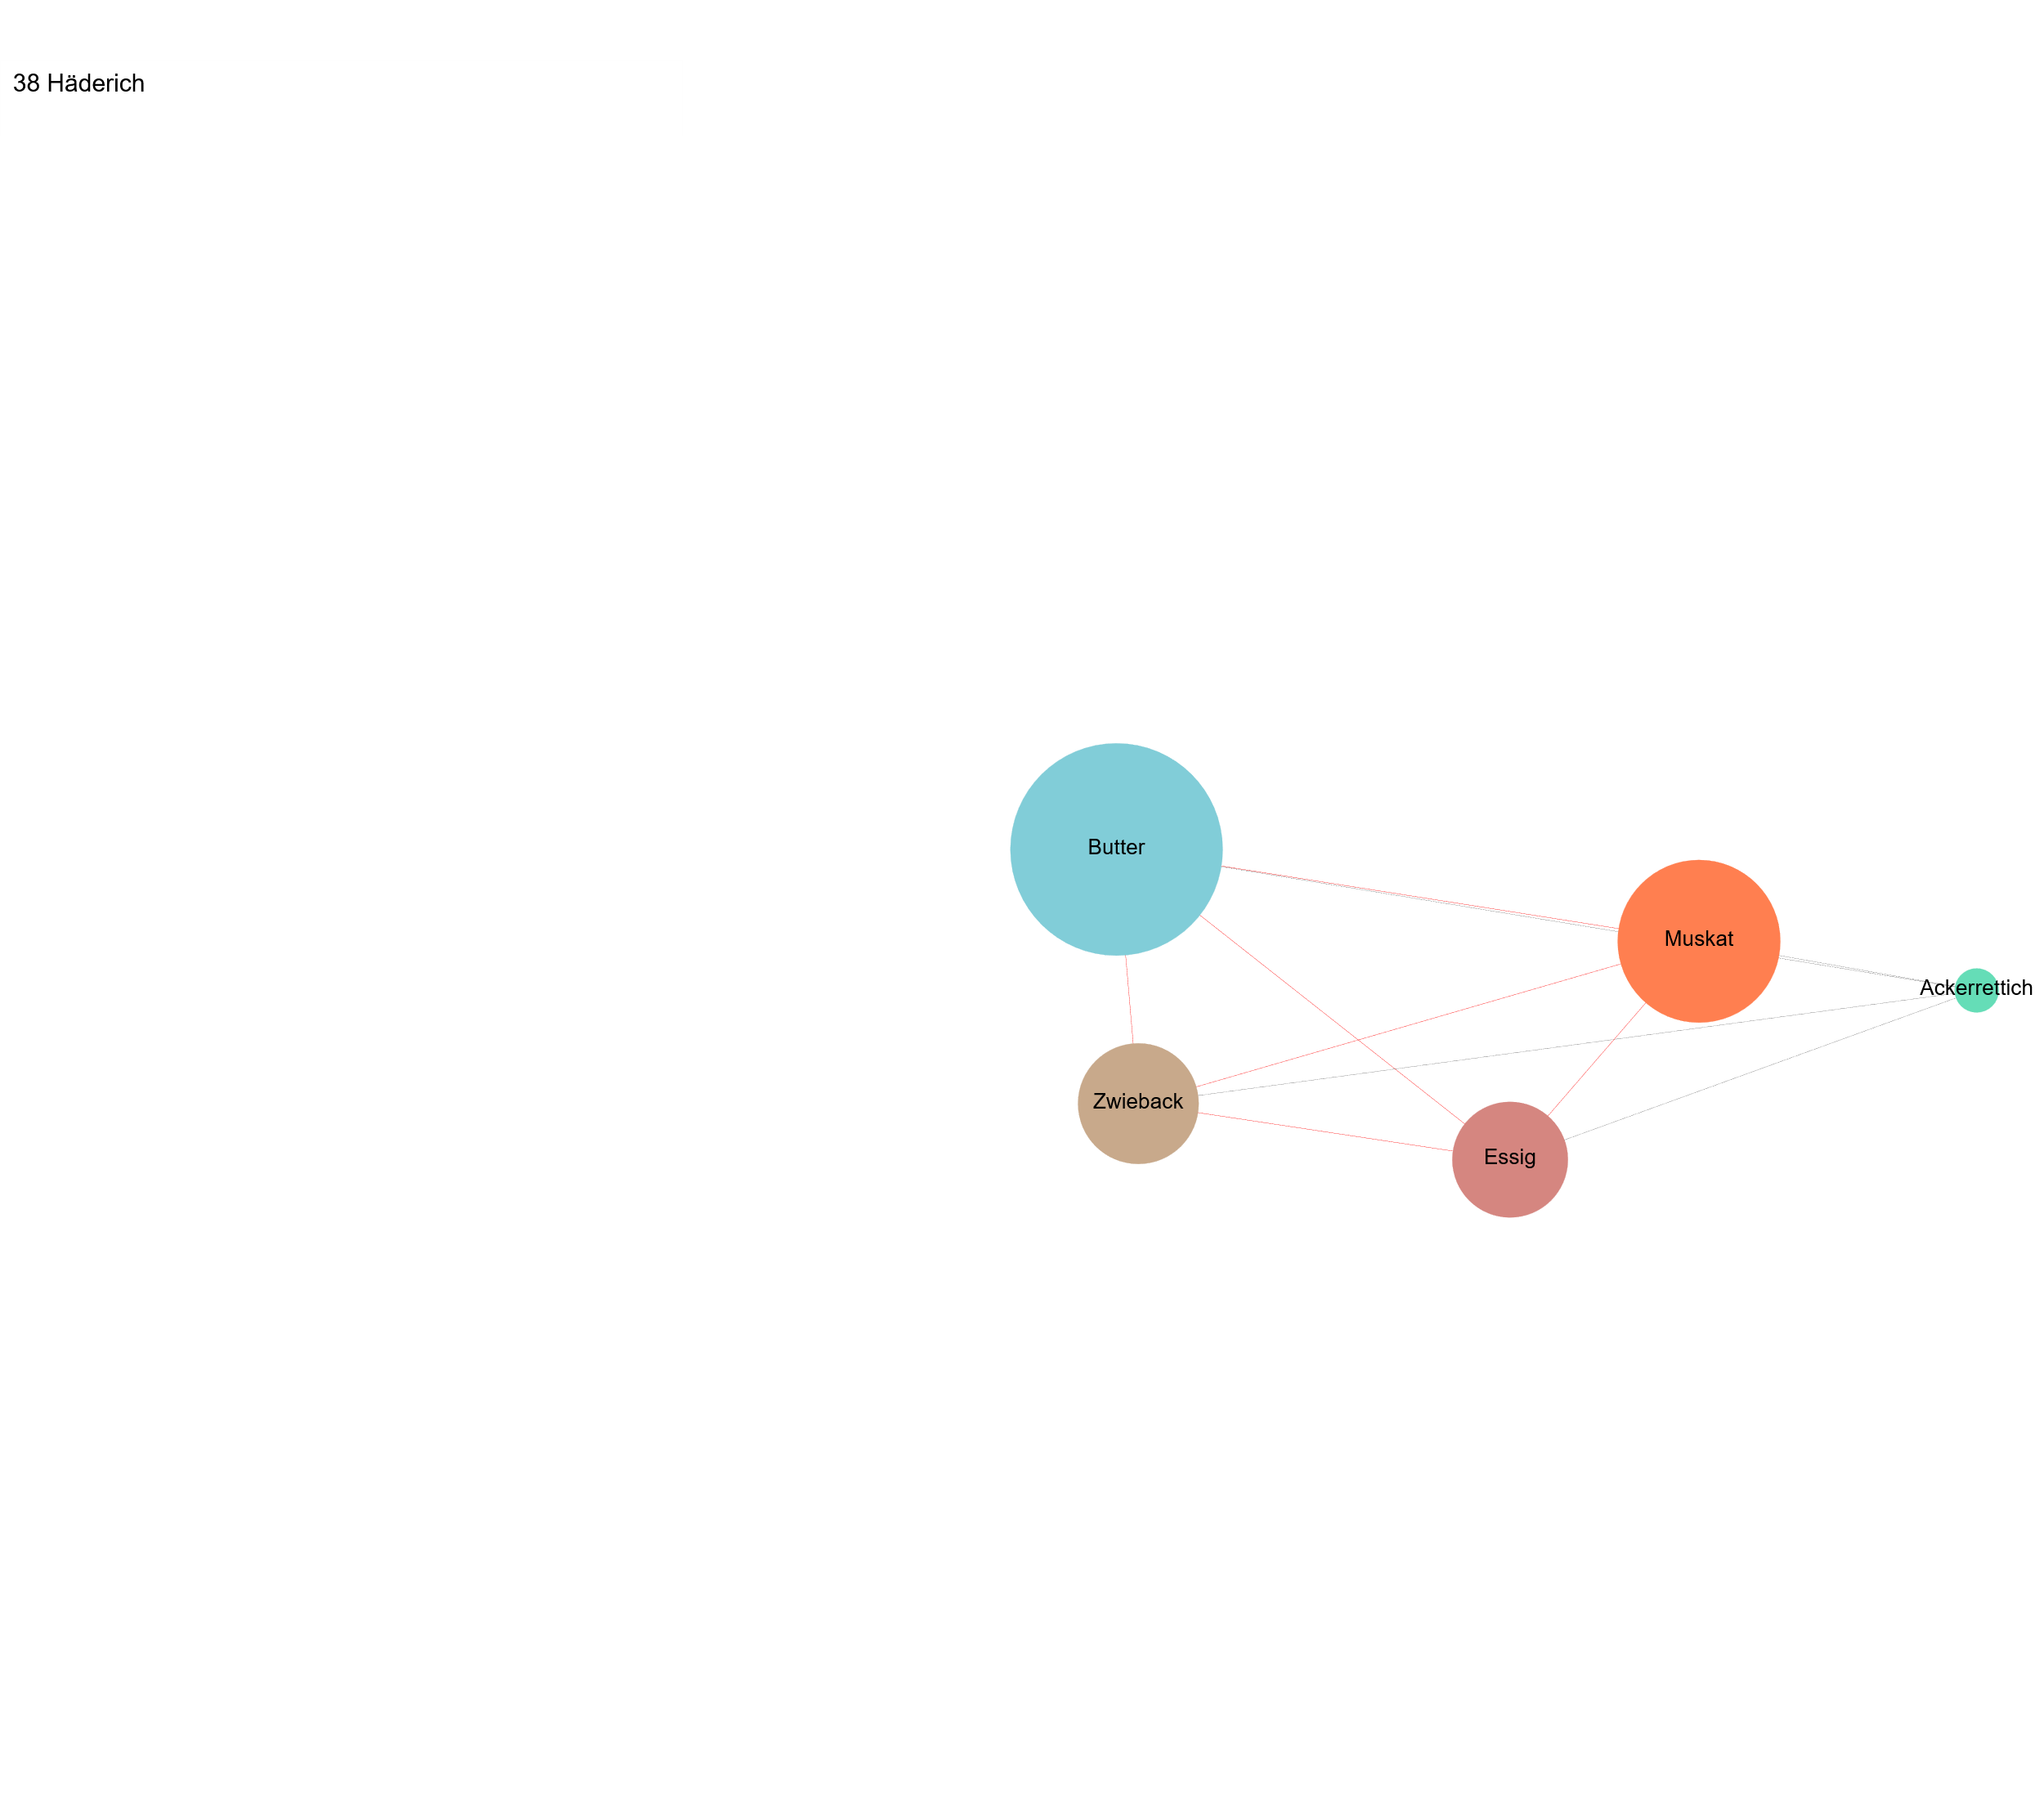 38 Häderich
Butter
Muskat
Ackerrettich
Zwieback
Essig